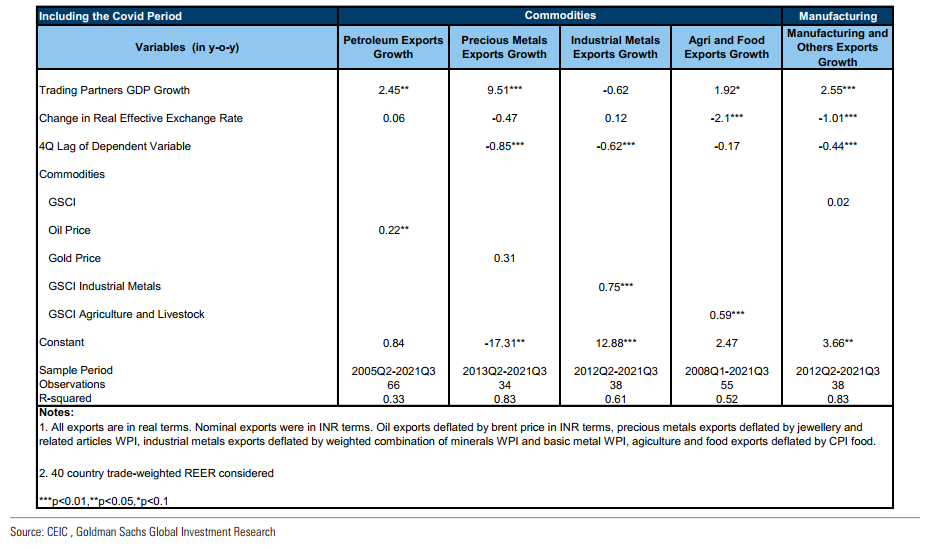 Including the Covid Period Commodities Manufacturing
Variables (in y-o-y) Petroleum Exports Growth Precious Metals Exports Growth Industrial Metals Exports Growth Agri and Food Exports Growth Manufacturing and Others Exports Growth
Trading Partners GDP Growth 2.45** 9.51*** -0.62 1.92* 2.55***
Change in Real Effective Exchange Rate 0.06 -0.47 0.12 -2.1*** -1.01***
4Q Lag of Dependent Variable -0.85*** -0.62*** -0.17 -0.44***
Commodities
GSCI 0.02
Oil Price 0.22**
Gold Price 0.31
GSCI Industrial Metals 0.75***
GSCI Agriculture and Livestock 0.59***
Constant 0.84 -17.31** 12.88*** 2.47 3.66**
Sample Period 2005Q2-2021Q3 2013Q2-2021Q3 2012Q2-2021Q3 2008Q1-2021Q3 2012Q2-2021Q3
Observations 66 34 38 55 38
R-squared 0.33 0.83 0.61 0.52 0.83
Notes:
1. All exports are in real terms. Nominal exports were in INR terms. Oil exports deflated by brent price in INR terms, precious metals exports deflated by jewellery and
related articles WPI, industrial metals exports deflated by weighted combination of minerals WPI and basic metal WPI, agiculture and food exports deflated by CPI food.
2. 40 country trade-weighted REER considered
***p<0.01,**p<0.05,*p<0.1
Source: CEIC , Goldman Sachs Global Investment Research